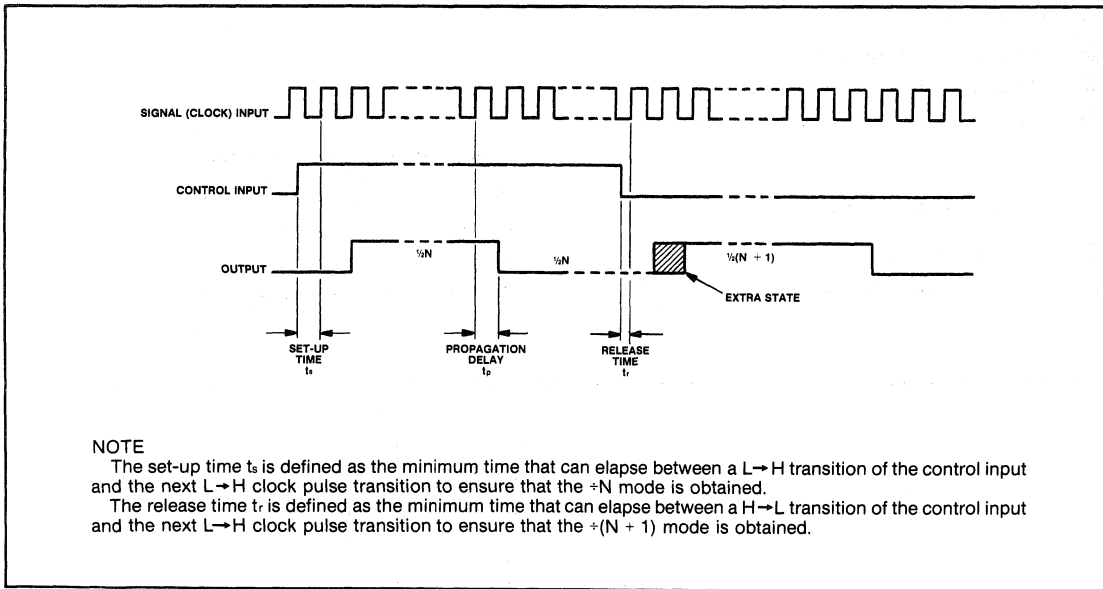 SIGNAL (CLOCK) INPUT
CONTROL INPUT
OUTPUT
½N
½N
½(N + 1)
EXTRA STATE
SET-UP
TIME
ts
PROPAGATION
DELAY
tp
RELEASE
TIME
tr
NOTE
The set-up time ts is defined as the minimum time that can elapse between a L→H transition of the control input
and the next L→H clock pulse transition to ensure that the ÷N mode is obtained.
The release time tr is defined as the minimum time that can elapse between a H→L transition of the control input
and the next L→H clock pulse transition to ensure that the ÷(N + 1) mode is obtained.